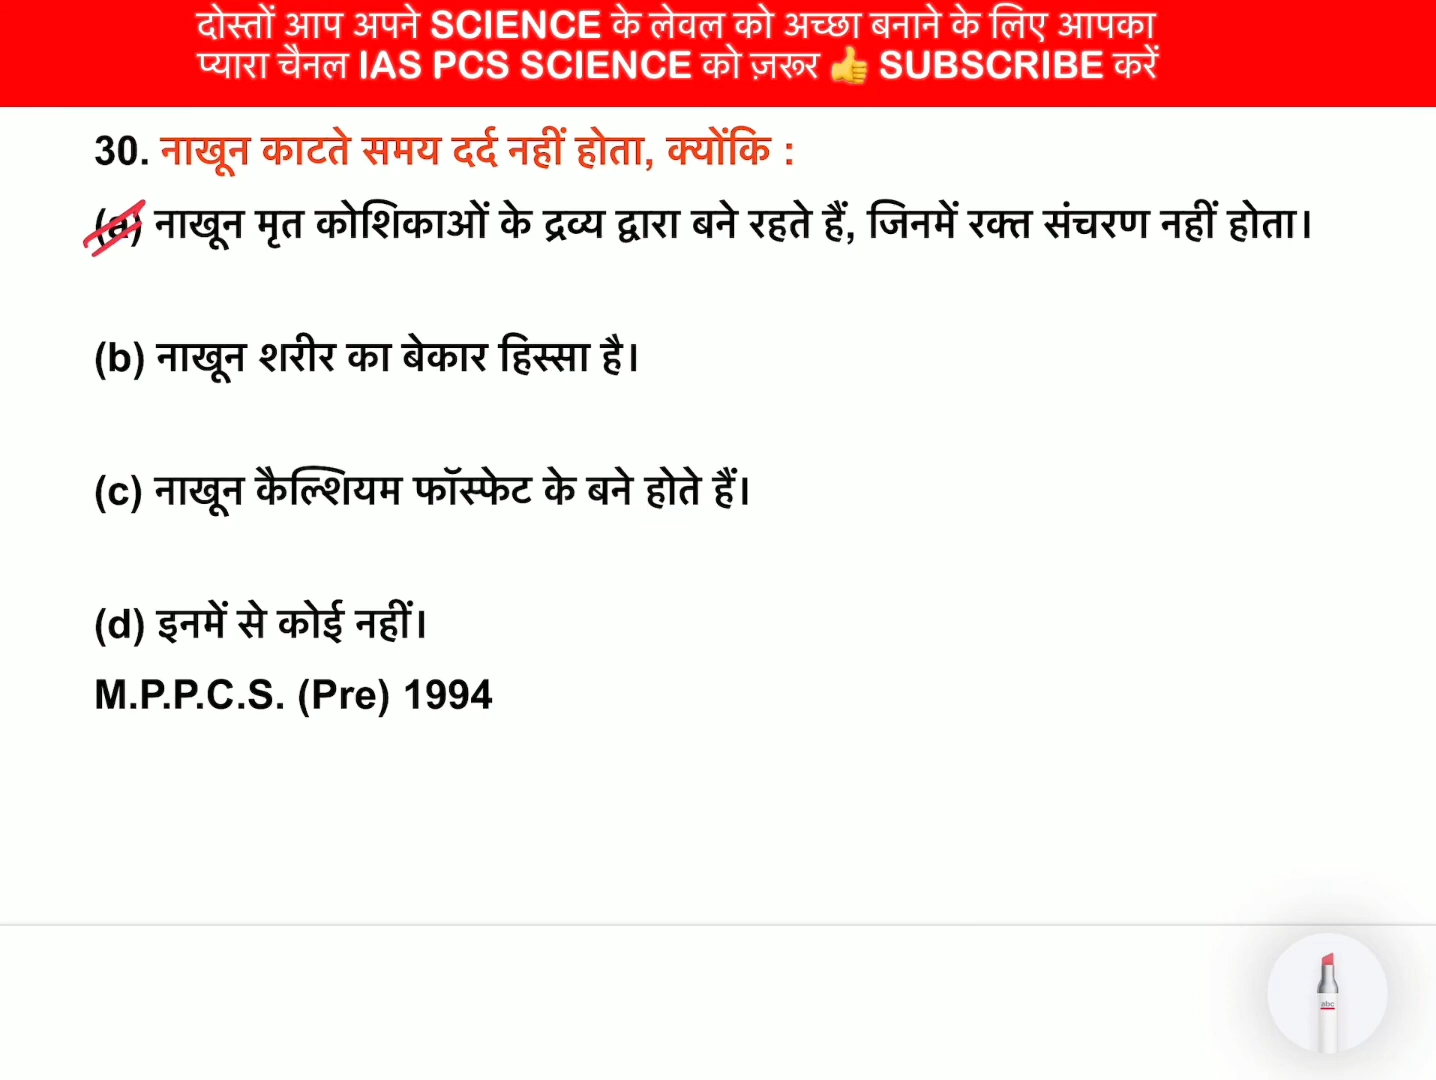 दोस्तों आप अपने SCIENCE के लेवल को अच्छा बनाने के लिए आपका
प्यारा चैनल IAS PCS SCIENCE को ज़रूर 👍 SUBSCRIBE करें
30. नाखून काटते समय दर्द नहीं होता, क्योंकि :
(a) नाखून मृत कोशिकाओं के द्रव्य द्वारा बने रहते हैं, जिनमें रक्त संचरण नहीं होता।
(b) नाखून शरीर का बेकार हिस्सा है।
(c) नाखून कैल्शियम फॉस्फेट के बने होते हैं।
(d) इनमें से कोई नहीं।
M.P.P.C.S. (Pre) 1994
abc